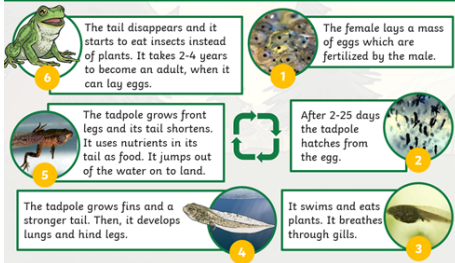 The female lays a mass
of eggs which are
fertilized by the male.
1
After 2-25 days
the tadpole
hatches from
the egg.
2
It swims and eats
plants. It breathes
through gills.
3
The tadpole grows fins and a
stronger tail. Then, it develops
lungs and hind legs.
4
The tadpole grows front
legs and its tail shortens.
It uses nutrients in its
tail as food. It jumps out
of the water on to land.
5
The tail disappears and it
starts to eat insects instead
of plants. It takes 2-4 years
to become an adult, when it
can lay eggs.
6